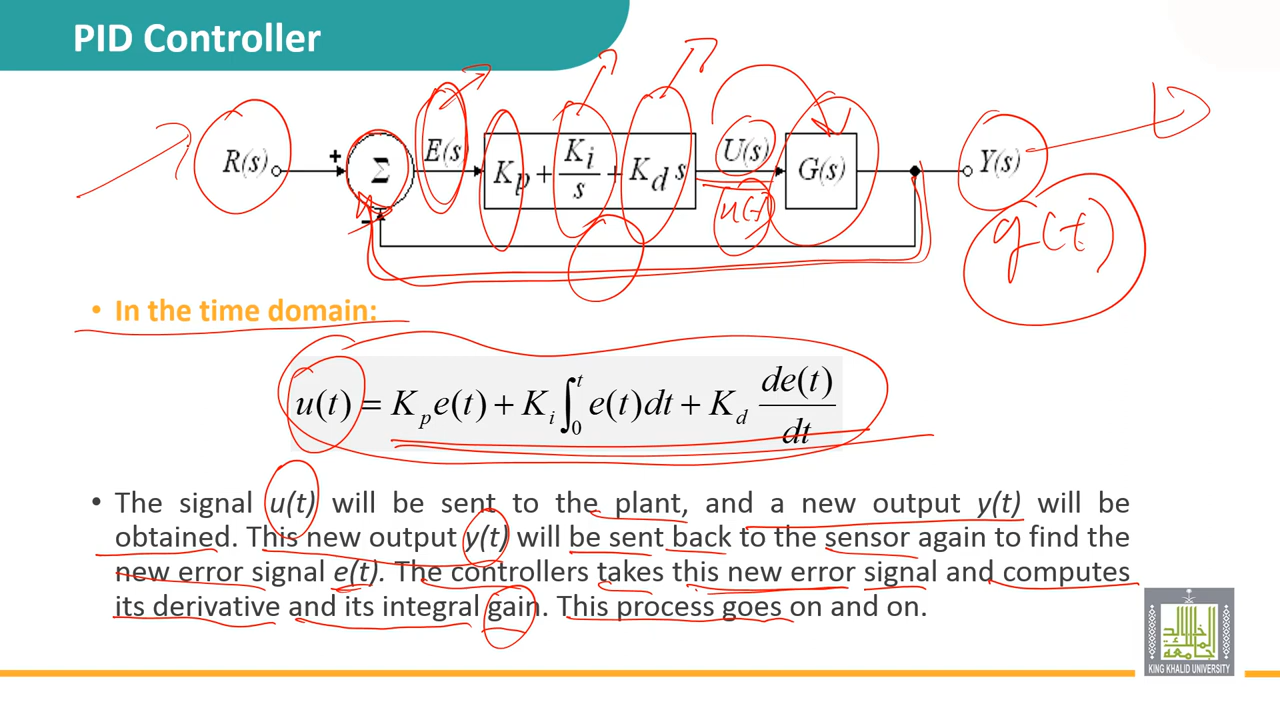 PID Controller
R(s) + Σ E(s K_p + K_i/s + K_d s U(s) G(s) Y(s)
−
u(t)
y(t)
• In the time domain:
u(t) = K_p e(t) + K_i ∫_0^t e(t)dt + K_d de(t)/dt
• The signal u(t) will be sent to the plant, and a new output y(t) will be
obtained. This new output y(t) will be sent back to the sensor again to find the
new error signal e(t). The controllers takes this new error signal and computes
its derivative and its integral gain. This process goes on and on.
KING KHALID UNIVERSITY